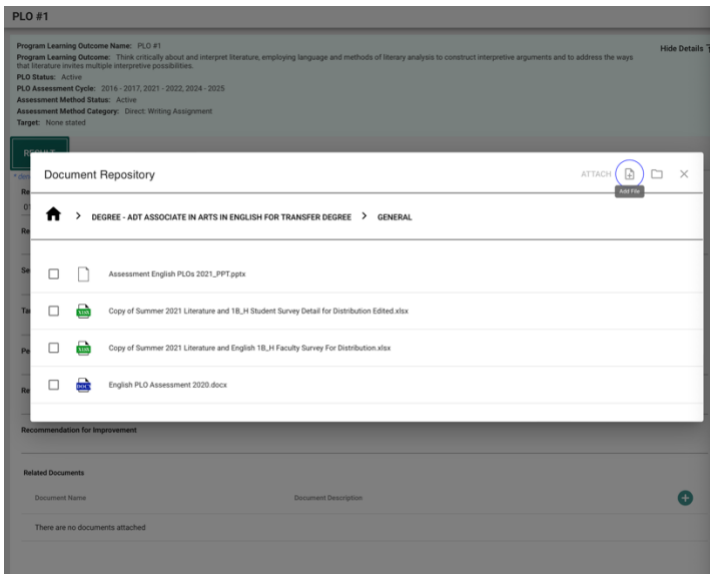 PLO #1
Program Learning Outcome Name: PLO #1
Hide Details
Program Learning Outcome: Think critically about and interpret literature, employing language and methods of literary analysis to construct interpretive arguments and to address the ways
that literature invites multiple interpretive possibilities.
PLO Status: Active
PLO Assessment Cycle: 2016 - 2017, 2021 - 2022, 2024 - 2025
Assessment Method Status: Active
Assessment Method Category: Direct: Writing Assignment
Target: None stated
Document Repository
ATTACH
Add File
> DEGREE - ADT ASSOCIATE IN ARTS IN ENGLISH FOR TRANSFER DEGREE > GENERAL
Assessment English PLOs 2021_PPT.pptx
Copy of Summer 2021 Literature and 1B_H Student Survey Detail for Distribution Edited.xlsx
Copy of Summer 2021 Literature and English 1B_H Faculty Survey For Distribution.xlsx
English PLO Assessment 2020.docx
Recommendation for Improvement
Related Documents
Document Name
Document Description
There are no documents attached